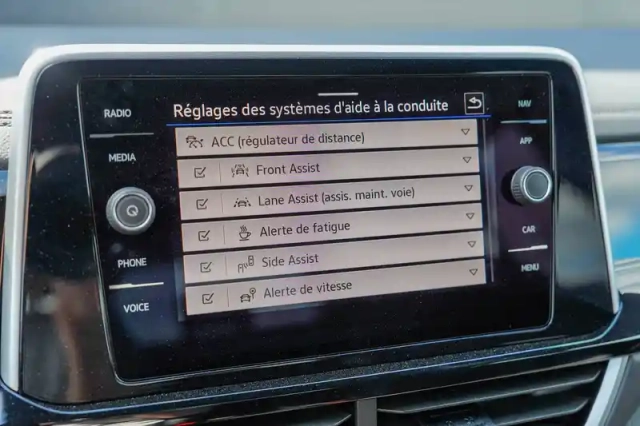 RADIO
MEDIA
PHONE
VOICE
Réglages des systèmes d'aide à la conduite
ACC (régulateur de distance)
Front Assist
Lane Assist (assis. maint. voie)
Alerte de fatigue
Side Assist
Alerte de vitesse
NAV
APP
CAR
MENU